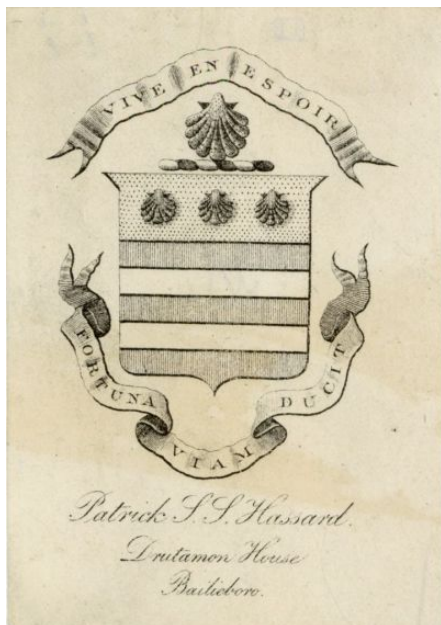 VIVE EN ESPOIR
FORTUNA VIAM DUCIT
Patrick S. S. Hassard.
Drutamon House
Bailieboro.